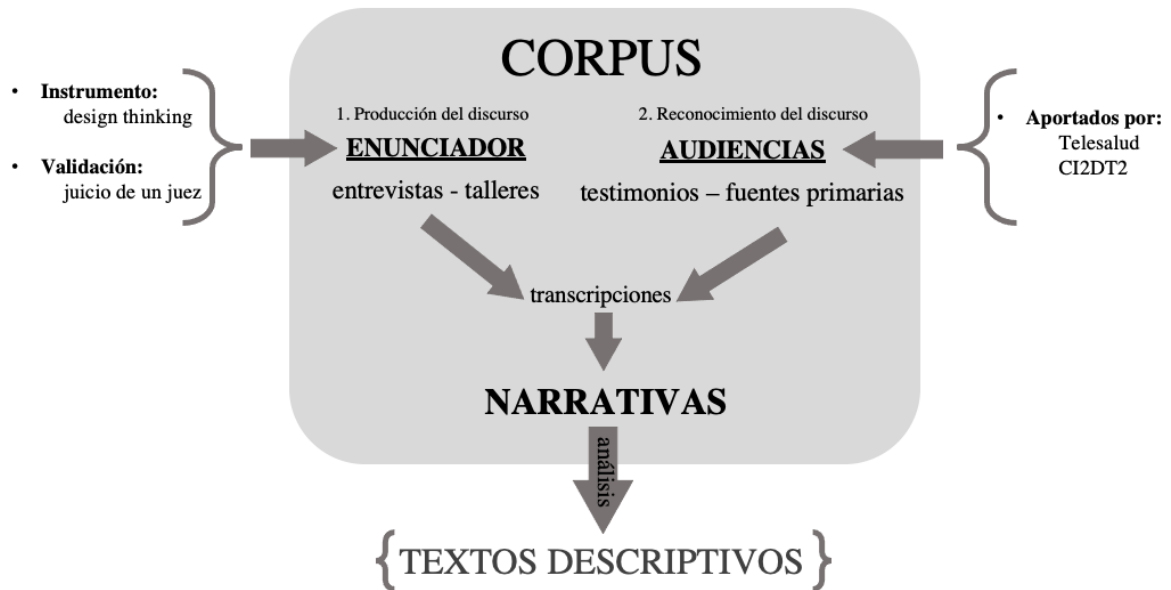 CORPUS
• Instrumento:
design thinking
• Validación:
juicio de un juez
1. Producción del discurso
ENUNCIADOR
entrevistas - talleres
2. Reconocimiento del discurso
AUDIENCIAS
testimonios – fuentes primarias
• Aportados por:
Telesalud
CI2DT2
transcripciones
NARRATIVAS
análisis
{TEXTOS DESCRIPTIVOS}